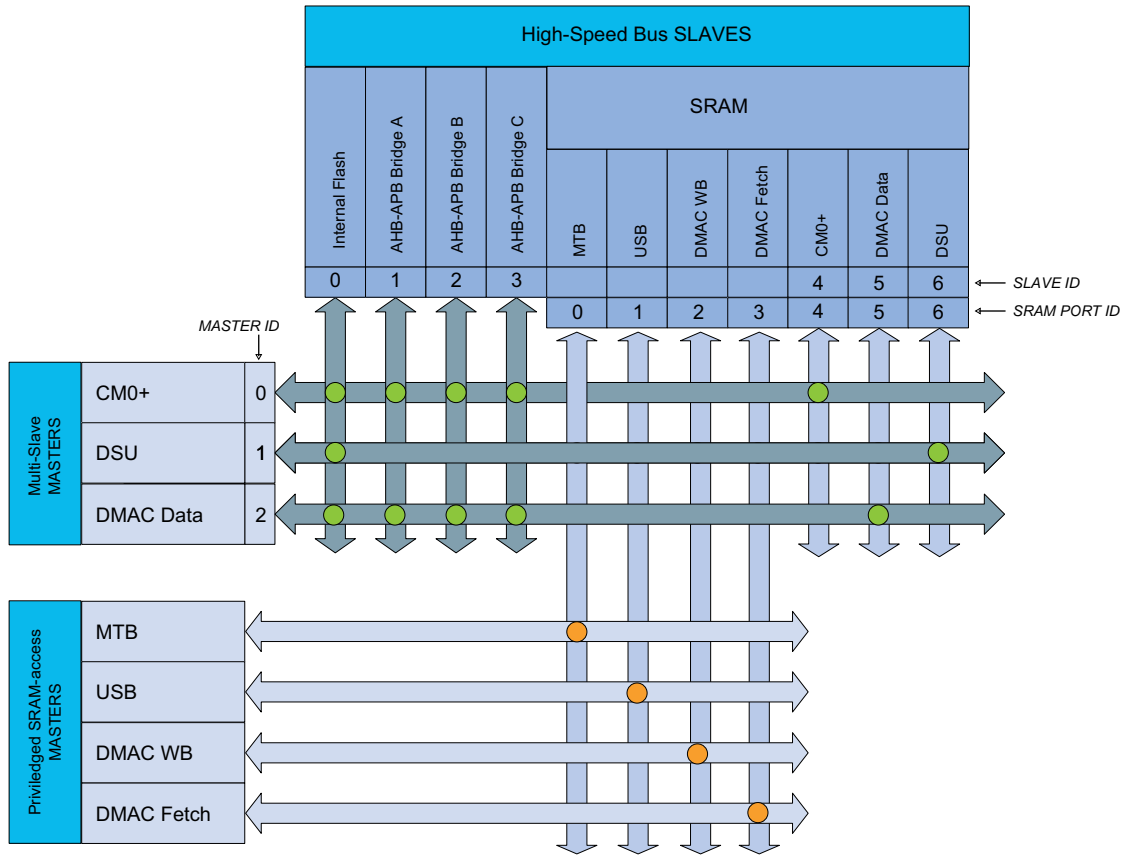 High-Speed Bus SLAVES
SRAM
Internal Flash
AHB-APB Bridge A
AHB-APB Bridge B
AHB-APB Bridge C
MTB
USB
DMAC WB
DMAC Fetch
CM0+
DMAC Data
DSU
0 1 2 3 4 5 6 SLAVE ID
0 1 2 3 4 5 6 SRAM PORT ID
MASTER ID
Multi-Slave
MASTERS
CM0+ 0
DSU 1
DMAC Data 2
Priviledged SRAM-access
MASTERS
MTB
USB
DMAC WB
DMAC Fetch